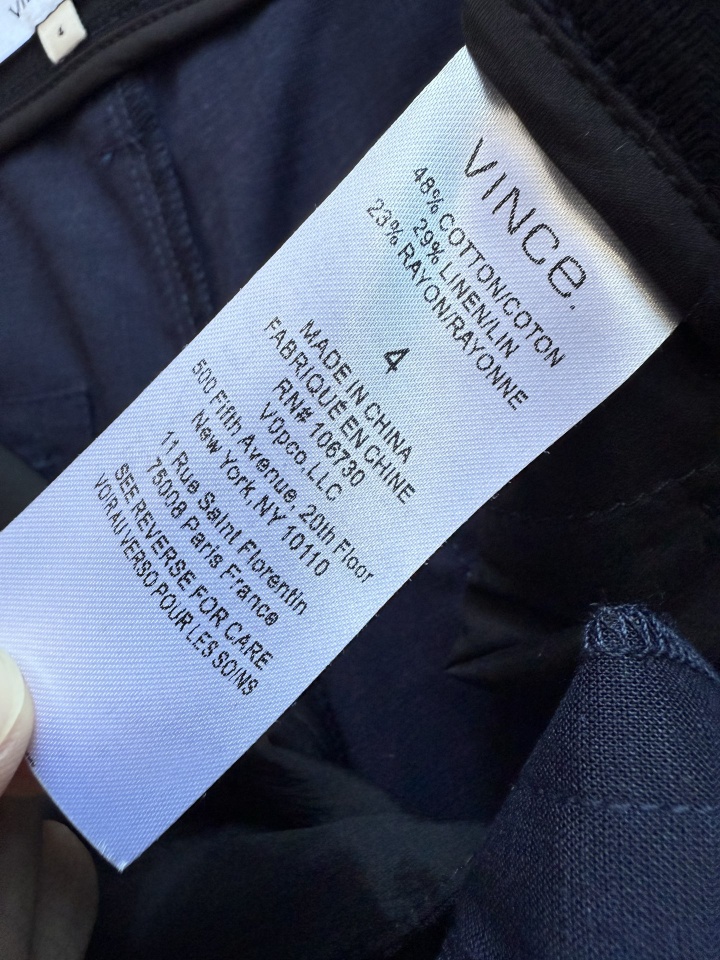 4
VINCE.
48% COTTON/COTON
29% LINEN/LIN
23% RAYON/RAYONNE
4
MADE IN CHINA
FABRIQUÉ EN CHINE
RN# 106730
V0pco,LLC
500 Fifth Avenue, 20th Floor
New York,NY 10110
11 Rue Saint Florentin
75008 Paris France
SEE REVERSE FOR CARE
VOIR AU VERSO POUR LES SOINS